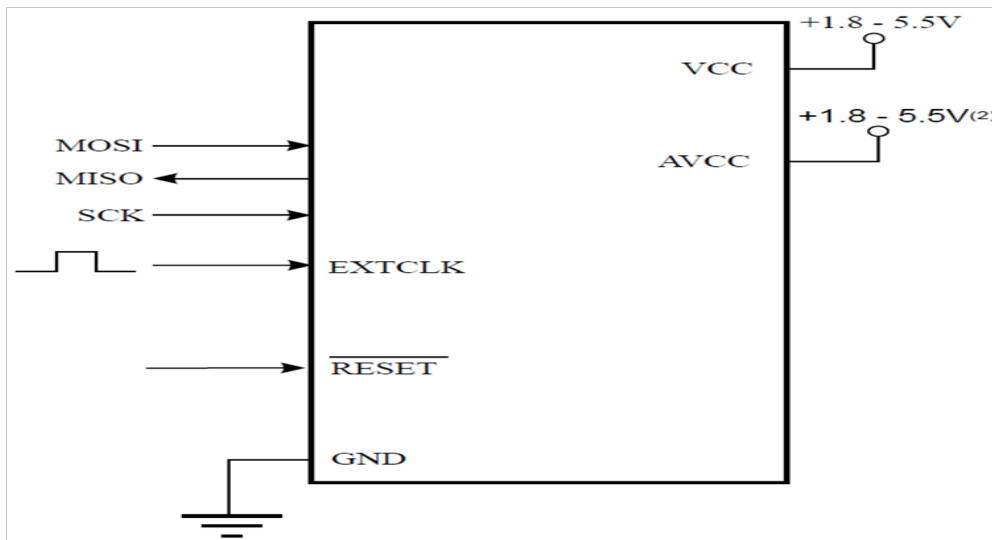 +1.8 - 5.5V
VCC
+1.8 - 5.5V(2)
MOSI
AVCC
MISO
SCK
EXTCLK
RESET
GND